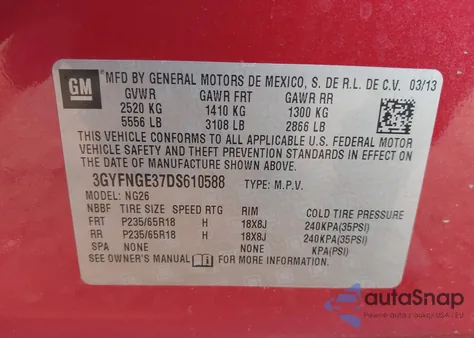 GM MFD BY GENERAL MOTORS DE MEXICO, S. DE R.L. DE C.V. 03/13
GVWR GAWR FRT GAWR RR
2520 KG 1410 KG 1300 KG
5556 LB 3108 LB 2866 LB
THIS VEHICLE CONFORMS TO ALL APPLICABLE U.S. FEDERAL MOTOR
VEHICLE SAFETY AND THEFT PREVENTION STANDARDS IN EFFECT ON
THE DATE OF MANUFACTURE SHOWN ABOVE.
3GYFNGE37DS610588 TYPE: M.P.V.
MODEL: NG26
NBBF TIRE SIZE SPEED RTG RIM COLD TIRE PRESSURE
FRT P235/65R18 H 18X8J 240KPA(35PSI)
RR P235/65R18 H 18X8J 240KPA(35PSI)
SPA NONE NONE KPA(PSI)
SEE OWNER'S MANUAL FOR MORE INFORMATION.
autoSnap
Pewne auta z USA i EU